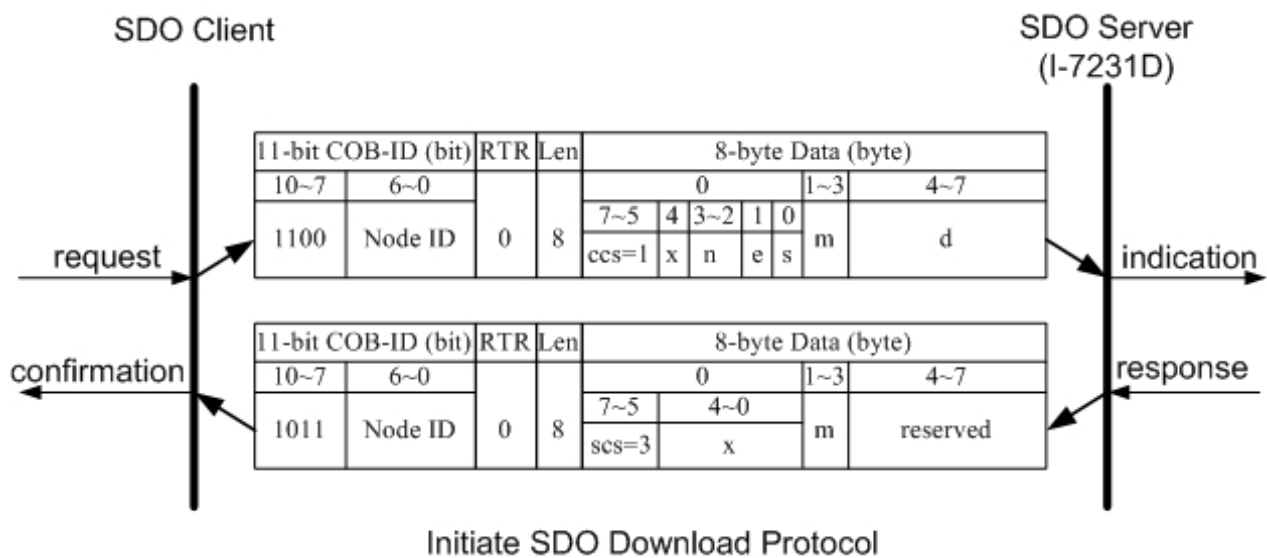 SDO Client
SDO Server
(I-7231D)
11-bit COB-ID (bit) RTR Len 8-byte Data (byte)
10~7 6~0 0 1~3 4~7
7~5 4 3~2 1 0
1100 Node ID 0 8 m d
ccs=1 x n e s
request
indication
11-bit COB-ID (bit) RTR Len 8-byte Data (byte)
10~7 6~0 0 1~3 4~7
confirmation
response
7~5 4~0
1011 Node ID 0 8 m reserved
scs=3 x
Initiate SDO Download Protocol